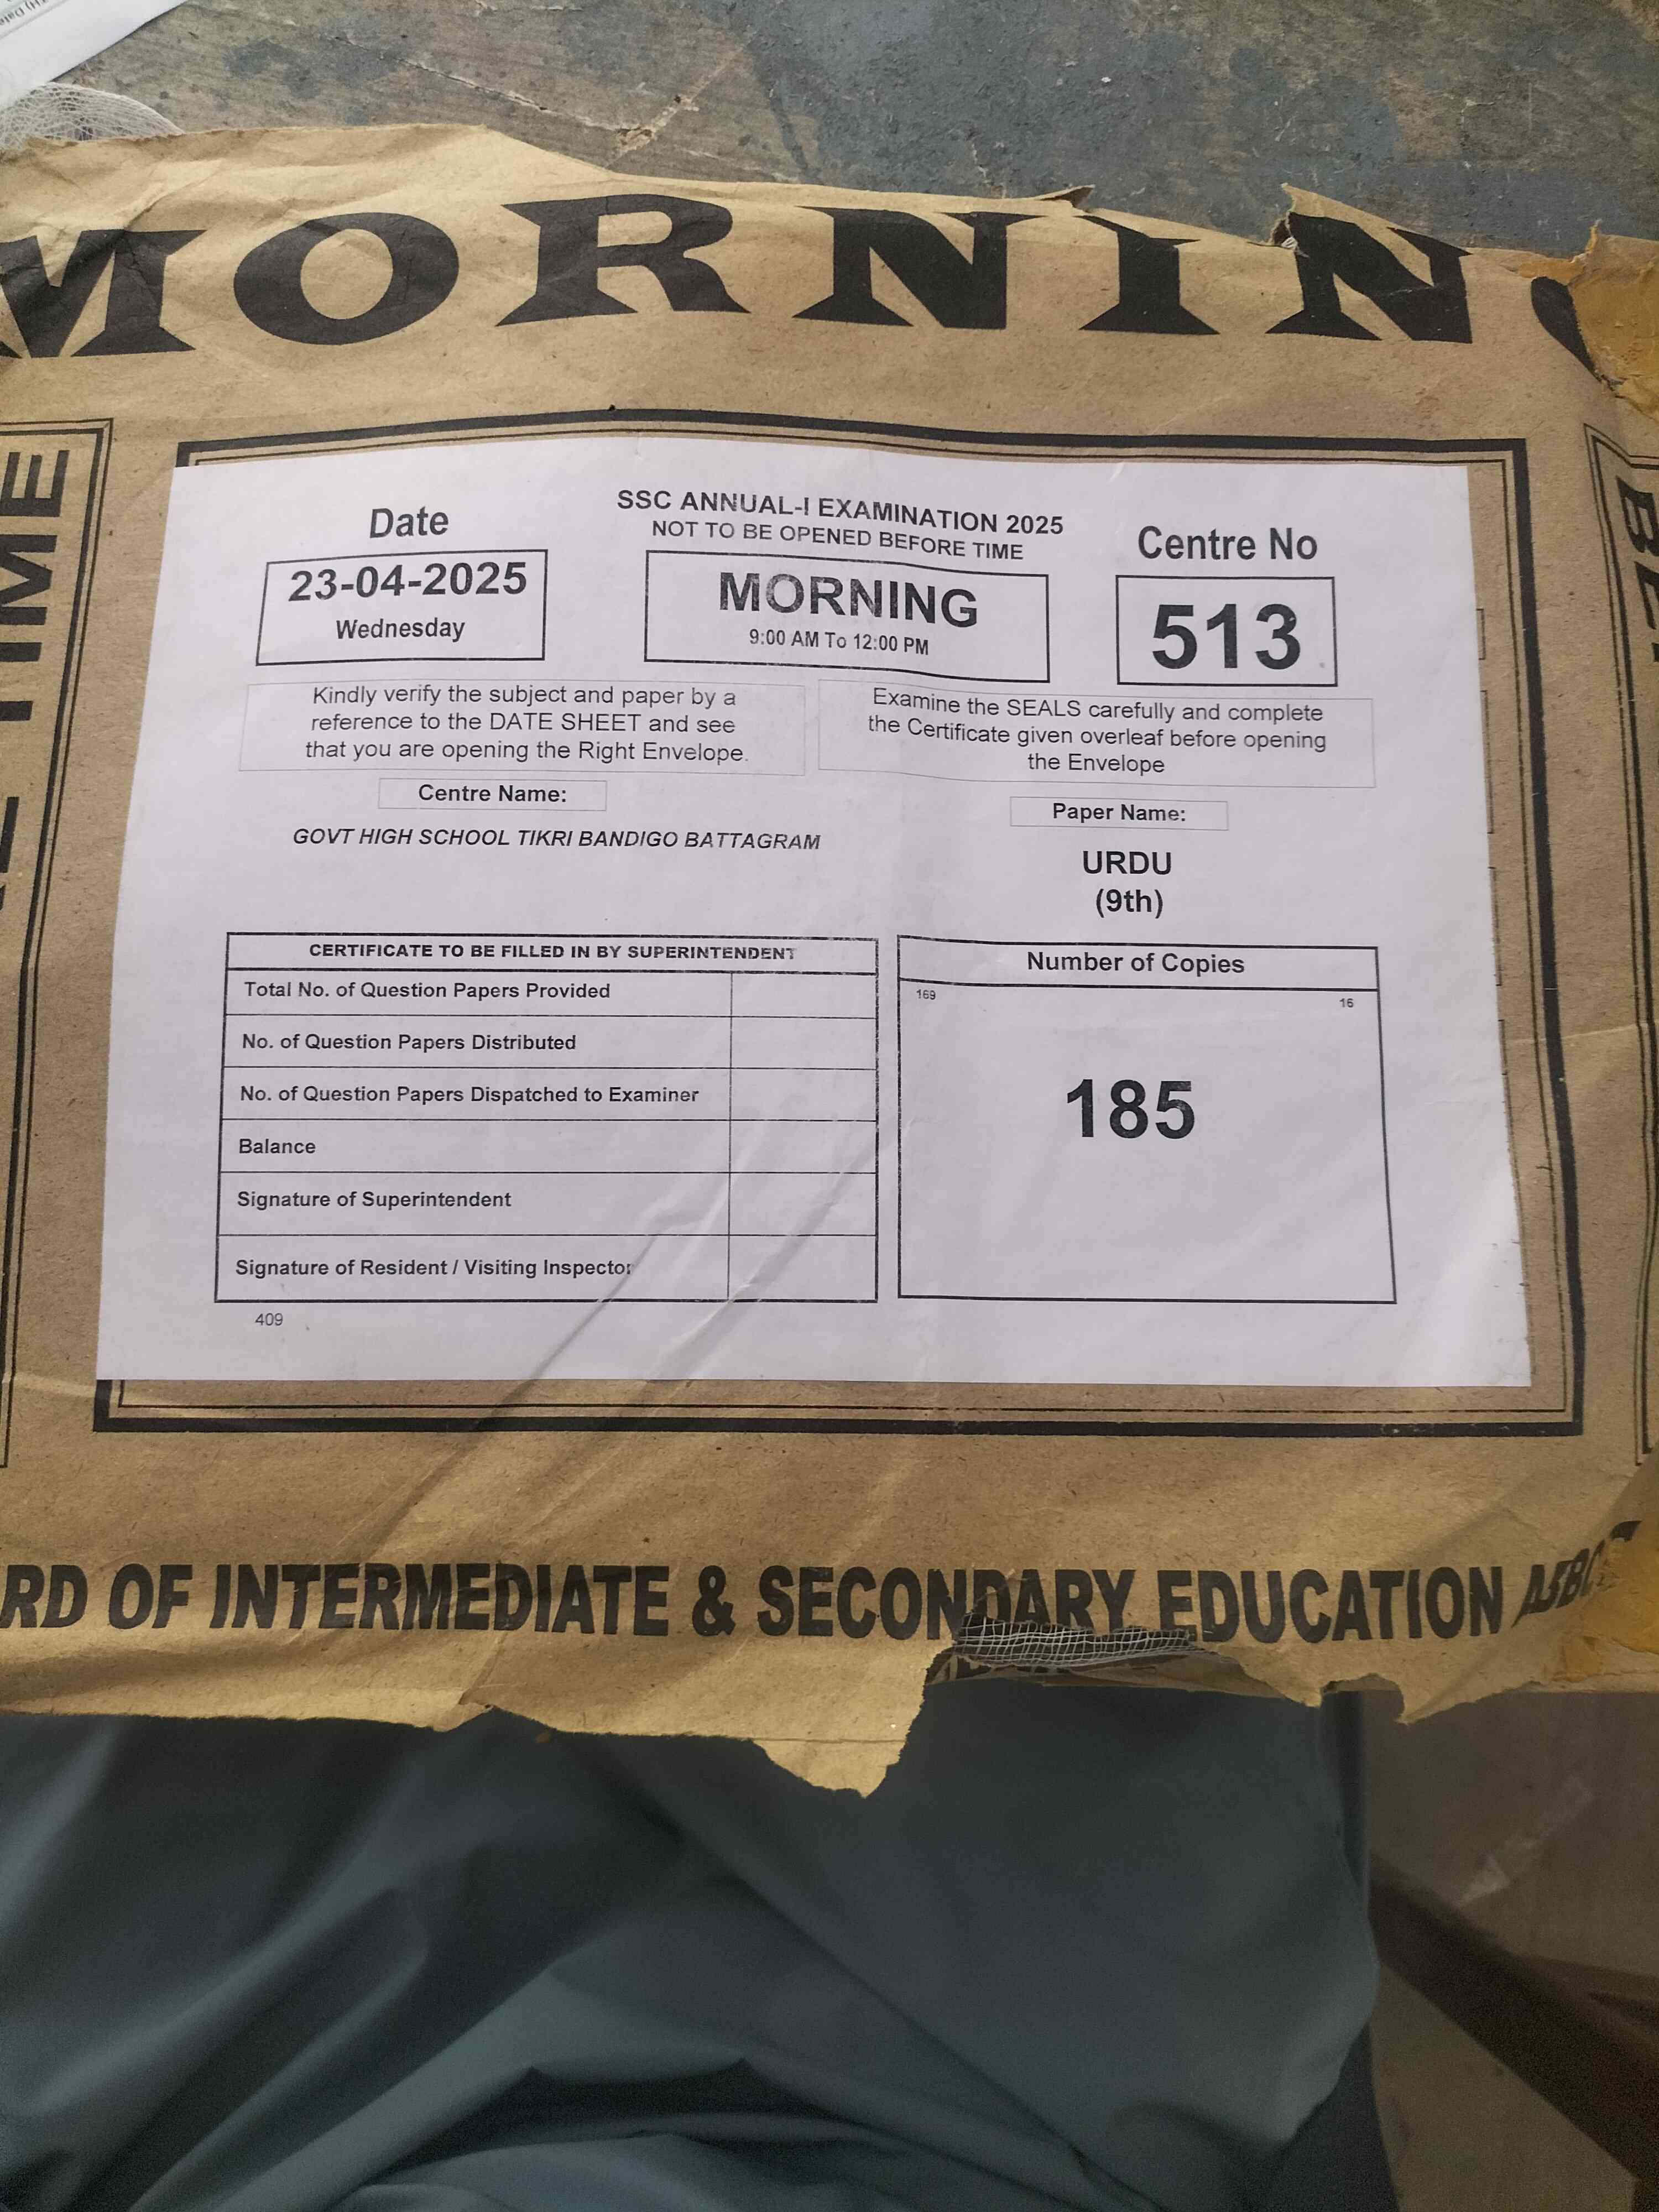 MORNIN
TIME
SSC ANNUAL-I EXAMINATION 2025
NOT TO BE OPENED BEFORE TIME
Date
23-04-2025
Wednesday
MORNING
9:00 AM To 12:00 PM
Centre No
513
Kindly verify the subject and paper by a
reference to the DATE SHEET and see
that you are opening the Right Envelope.
Examine the SEALS carefully and complete
the Certificate given overleaf before opening
the Envelope
Centre Name:
GOVT HIGH SCHOOL TIKRI BANDIGO BATTAGRAM
Paper Name:
URDU
(9th)
CERTIFICATE TO BE FILLED IN BY SUPERINTENDENT
Total No. of Question Papers Provided
No. of Question Papers Distributed
No. of Question Papers Dispatched to Examiner
Balance
Signature of Superintendent
Signature of Resident / Visiting Inspector
409
Number of Copies
169 16
185
RD OF INTERMEDIATE & SECONDARY EDUCATION